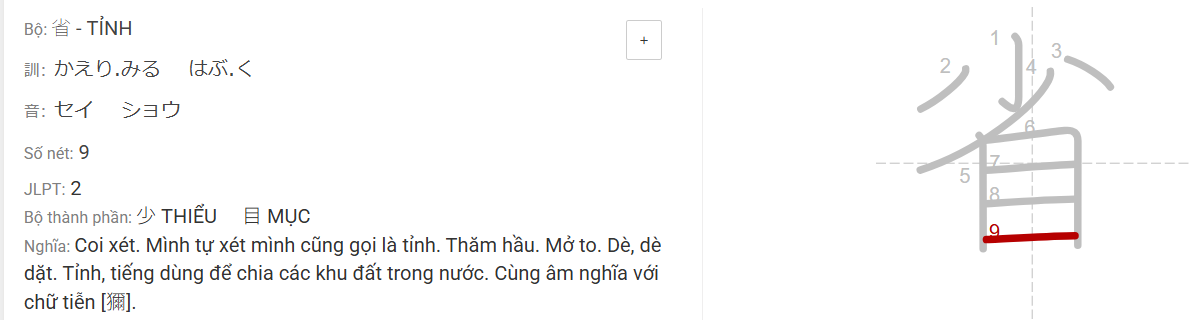 Bộ: 省 - TỈNH
+
訓: かえり.みる はぶ.く
音: セイ ショウ
Số nét: 9
JLPT: 2
Bộ thành phần: 少 THIỂU 目 MỤC
Nghĩa: Coi xét. Mình tự xét mình cũng gọi là tỉnh. Thăm hầu. Mở to. Dè, dè
dặt. Tỉnh, tiếng dùng để chia các khu đất trong nước. Cùng âm nghĩa với
chữ tiễn [獮].
省
1
2
3
4
5
6
7
8
9